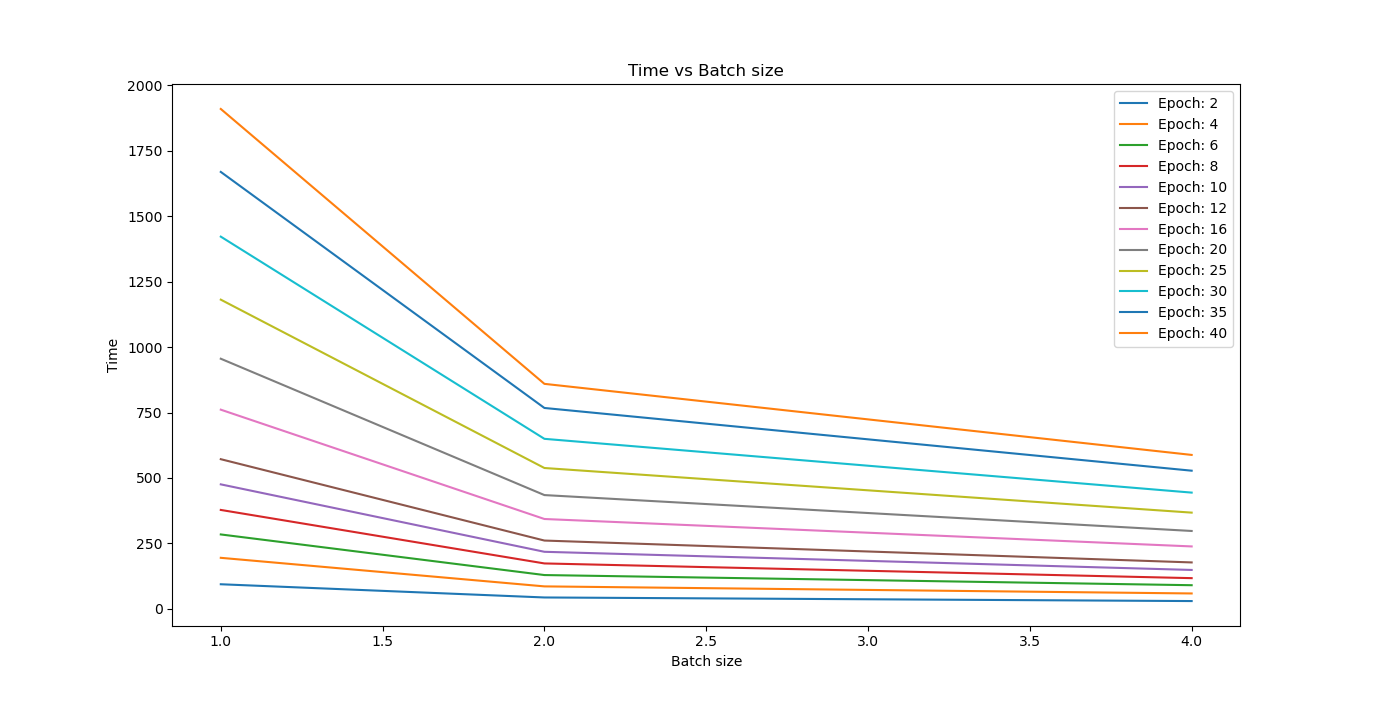 Time vs Batch size
2000
1750
1500
1250
1000
750
500
250
0
Time
1.0 1.5 2.0 2.5 3.0 3.5 4.0
Batch size
Epoch: 2
Epoch: 4
Epoch: 6
Epoch: 8
Epoch: 10
Epoch: 12
Epoch: 16
Epoch: 20
Epoch: 25
Epoch: 30
Epoch: 35
Epoch: 40